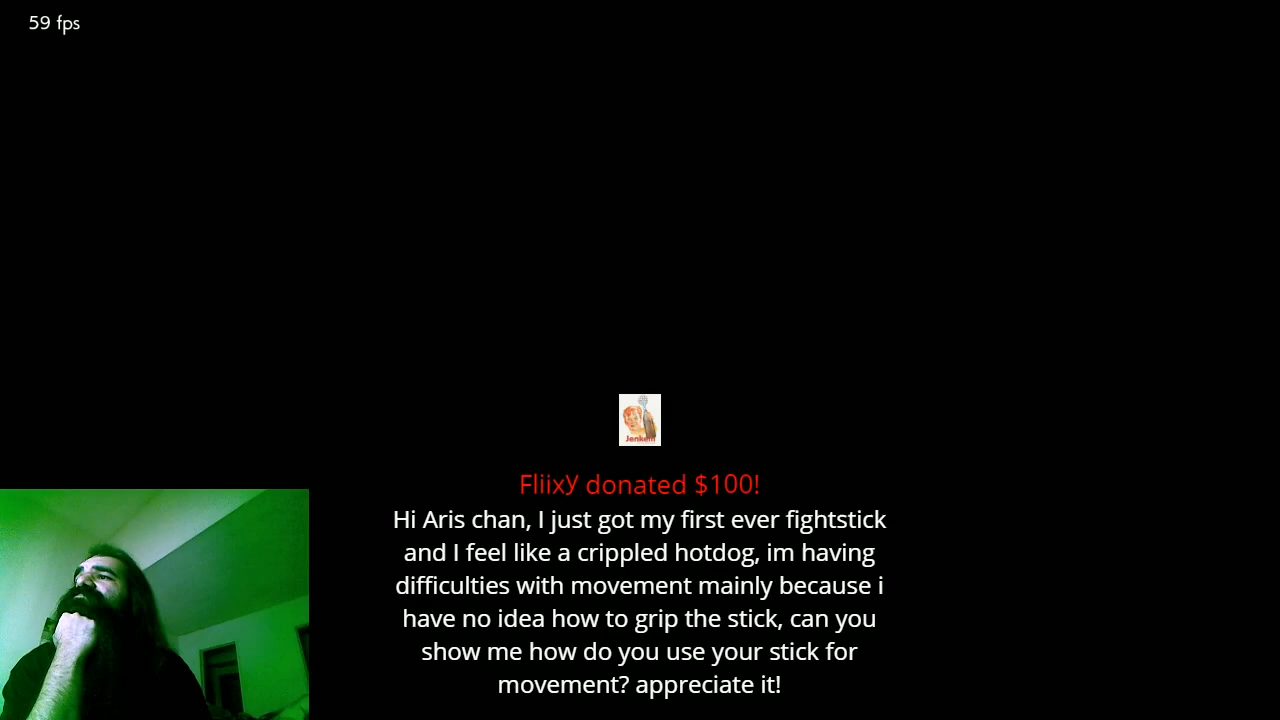 59 fps
Jenkem
Fliixy donated $100!
Hi Aris chan, I just got my first ever fightstick
and I feel like a crippled hotdog, im having
difficulties with movement mainly because i
have no idea how to grip the stick, can you
show me how do you use your stick for
movement? appreciate it!